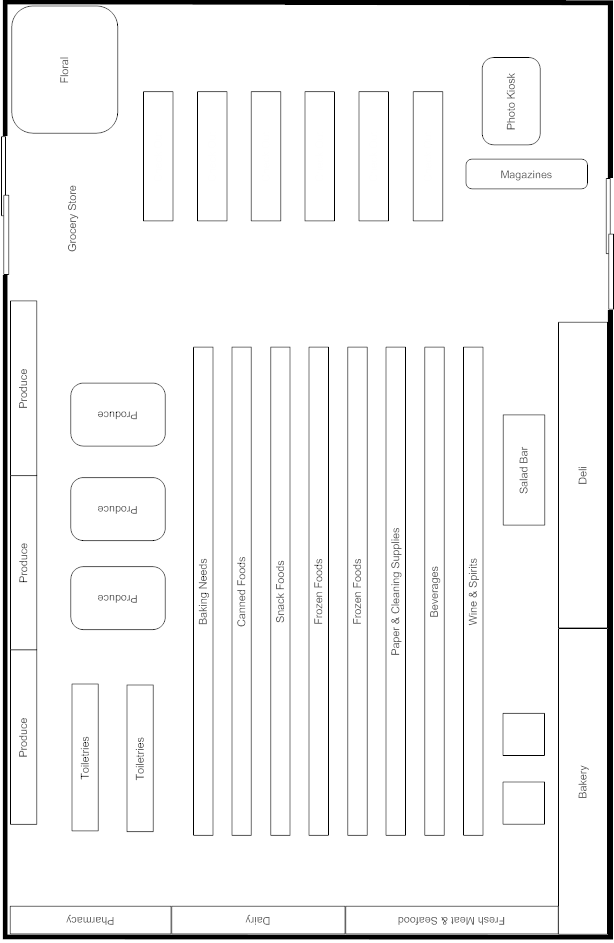 Floral
Photo Kiosk
Magazines
Grocery Store
Produce
Produce
Produce
Produce
Produce
Produce
Toiletries
Toiletries
Baking Needs
Canned Foods
Snack Foods
Frozen Foods
Frozen Foods
Paper & Cleaning Supplies
Beverages
Wine & Spirits
Salad Bar
Deli
Bakery
Pharmacy
Dairy
Fresh Meat & Seafood